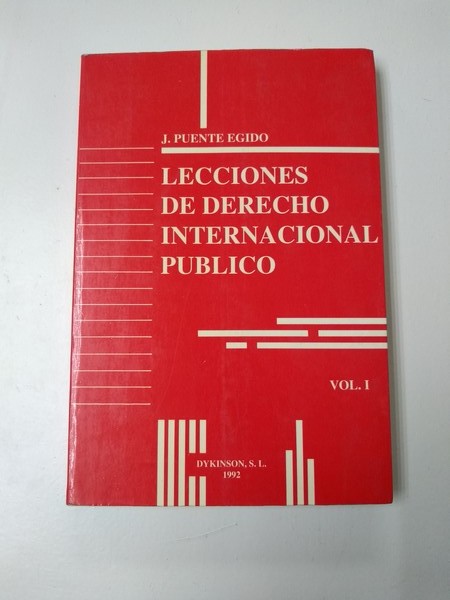 J. PUENTE EGIDO
LECCIONES
DE DERECHO
INTERNACIONAL
PUBLICO
VOL. I
DYKINSON, S. L.
1992